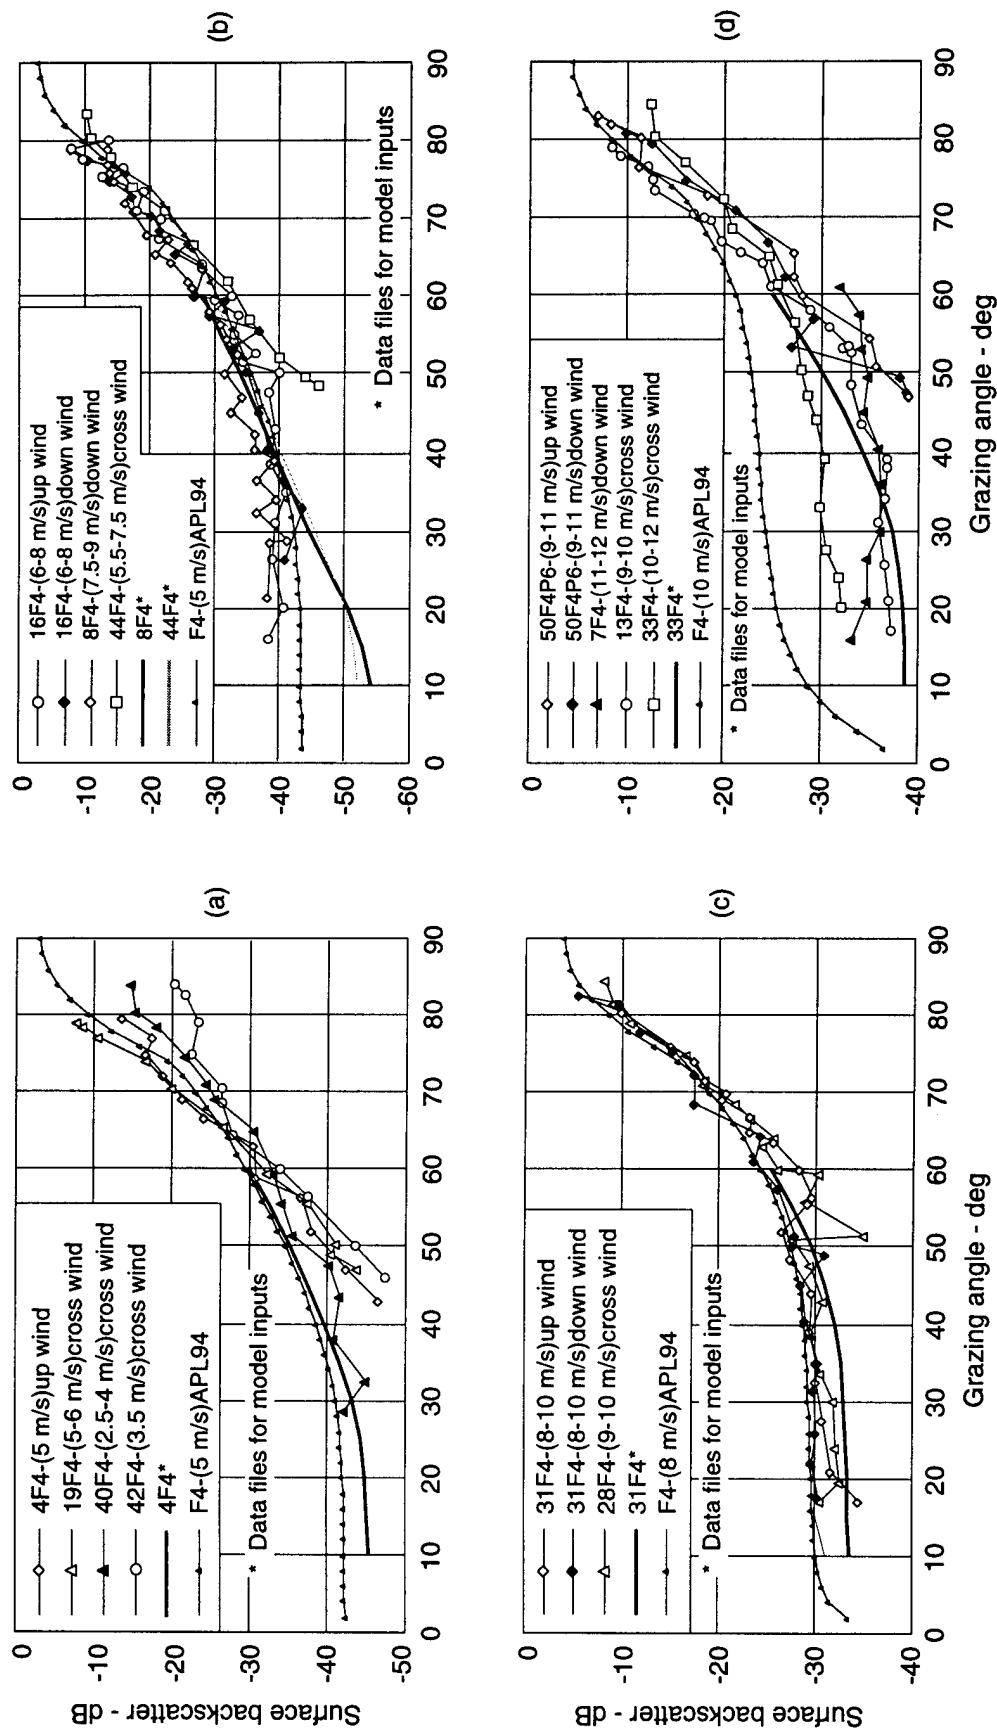 (a)
0
-10
-20
-30
-40
-50
Surface backscatter - dB
4F4-(5 m/s)up wind
19F4-(5-6 m/s)cross wind
40F4-(2.5-4 m/s)cross wind
42F4-(3.5 m/s)cross wind
4F4*
F4-(5 m/s)APL94
* Data files for model inputs
0 10 20 30 40 50 60 70 80 90
(b)
0
-10
-20
-30
-40
-50
-60
16F4-(6-8 m/s)up wind
16F4-(6-8 m/s)down wind
8F4-(7.5-9 m/s)down wind
44F4-(5.5-7.5 m/s)cross wind
8F4*
44F4*
F4-(5 m/s)APL94
* Data files for model inputs
0 10 20 30 40 50 60 70 80 90
(c)
0
-10
-20
-30
-40
Surface backscatter - dB
31F4-(8-10 m/s)up wind
31F4-(8-10 m/s)down wind
28F4-(9-10 m/s)cross wind
31F4*
F4-(8 m/s)APL94
* Data files for model inputs
0 10 20 30 40 50 60 70 80 90
Grazing angle - deg
(d)
0
-10
-20
-30
-40
50F4P6-(9-11 m/s)up wind
50F4P6-(9-11 m/s)down wind
7F4-(11-12 m/s)down wind
13F4-(9-10 m/s)cross wind
33F4-(10-12 m/s)cross wind
33F4*
F4-(10 m/s)APL94
* Data files for model inputs
0 10 20 30 40 50 60 70 80 90
Grazing angle - deg